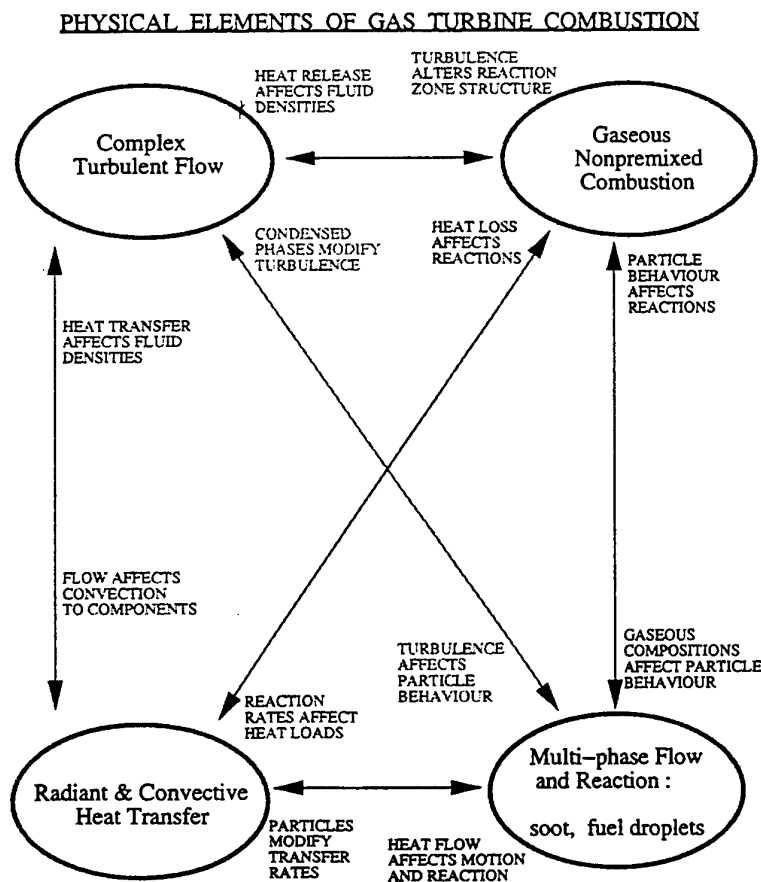 PHYSICAL ELEMENTS OF GAS TURBINE COMBUSTION
HEAT RELEASE
AFFECTS FLUID
DENSITIES
TURBULENCE
ALTERS REACTION
ZONE STRUCTURE
Complex
Turbulent Flow
Gaseous
Nonpremixed
Combustion
CONDENSED
PHASES MODIFY
TURBULENCE
HEAT LOSS
AFFECTS
REACTIONS
PARTICLE
BEHAVIOUR
AFFECTS
REACTIONS
HEAT TRANSFER
AFFECTS FLUID
DENSITIES
FLOW AFFECTS
CONVECTION
TO COMPONENTS
TURBULENCE
AFFECTS
PARTICLE
BEHAVIOUR
GASEOUS
COMPOSITIONS
AFFECT PARTICLE
BEHAVIOUR
REACTION
RATES AFFECT
HEAT LOADS
Radiant & Convective
Heat Transfer
Multi-phase Flow
and Reaction :
soot, fuel droplets
PARTICLES
MODIFY
TRANSFER
RATES
HEAT FLOW
AFFECTS MOTION
AND REACTION